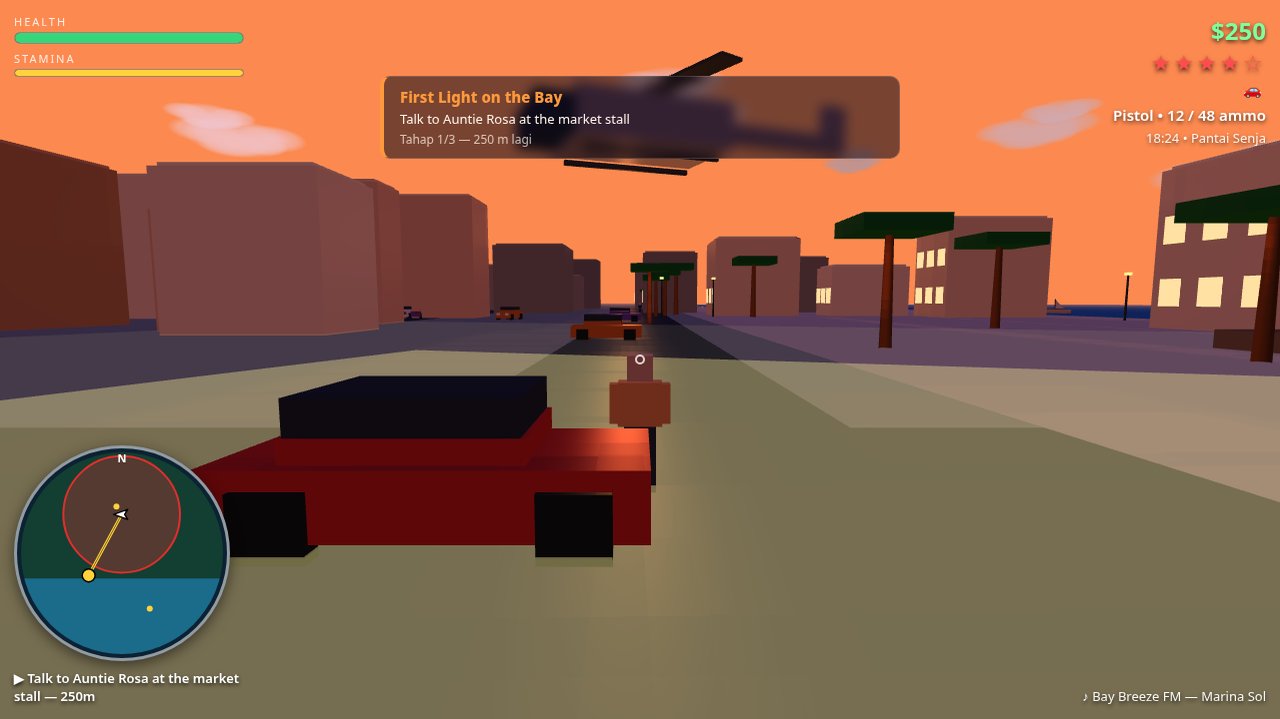 HEALTH
STAMINA
First Light on the Bay
Talk to Auntie Rosa at the market stall
Tahap 1/3 — 250 m lagi
$250
Pistol • 12 / 48 ammo
18:24 • Pantai Senja
N
▶ Talk to Auntie Rosa at the market
stall — 250m
♪ Bay Breeze FM — Marina Sol